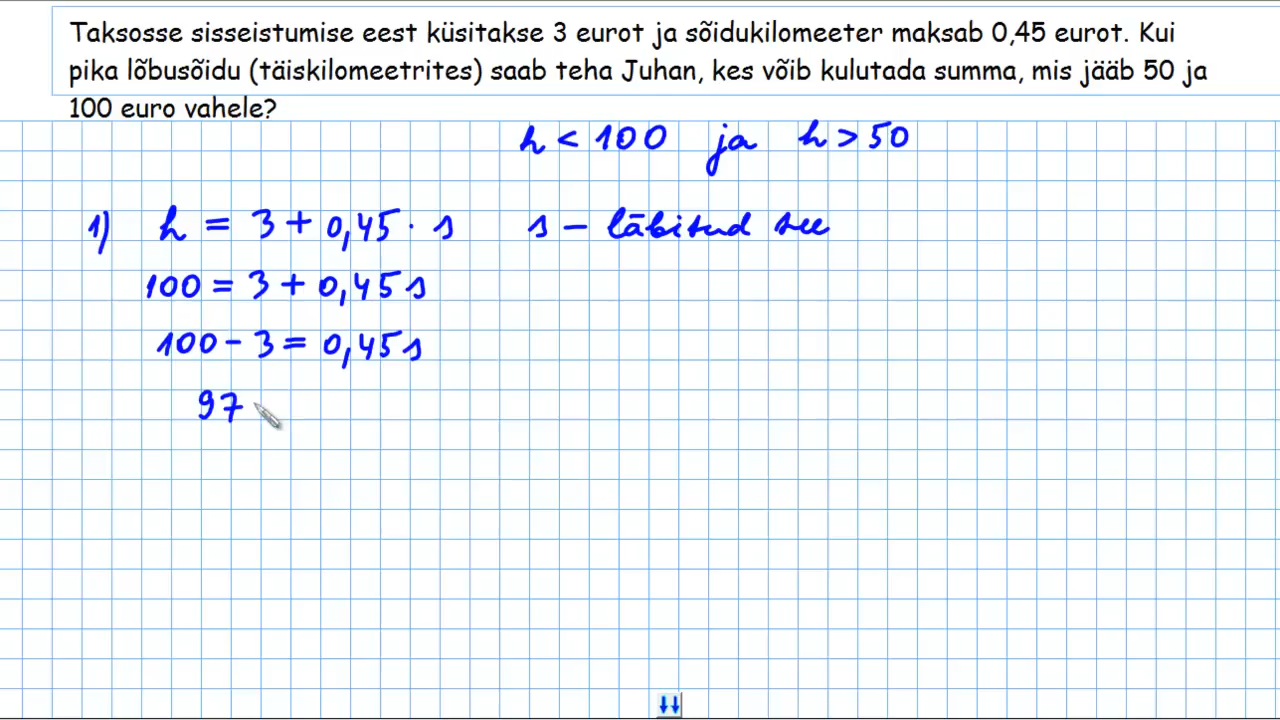 Taksosse sisseistumise eest küsitakse 3 eurot ja sõidukilomeeter maksab 0,45 eurot. Kui
pika lõbusõidu (täiskilomeetrites) saab teha Juhan, kes võib kulutada summa, mis jääb 50 ja
100 euro vahele?
h < 100 ja h > 50
1) h = 3 + 0,45 · s s – läbitud tee
100 = 3 + 0,45 s
100 – 3 = 0,45 s
97